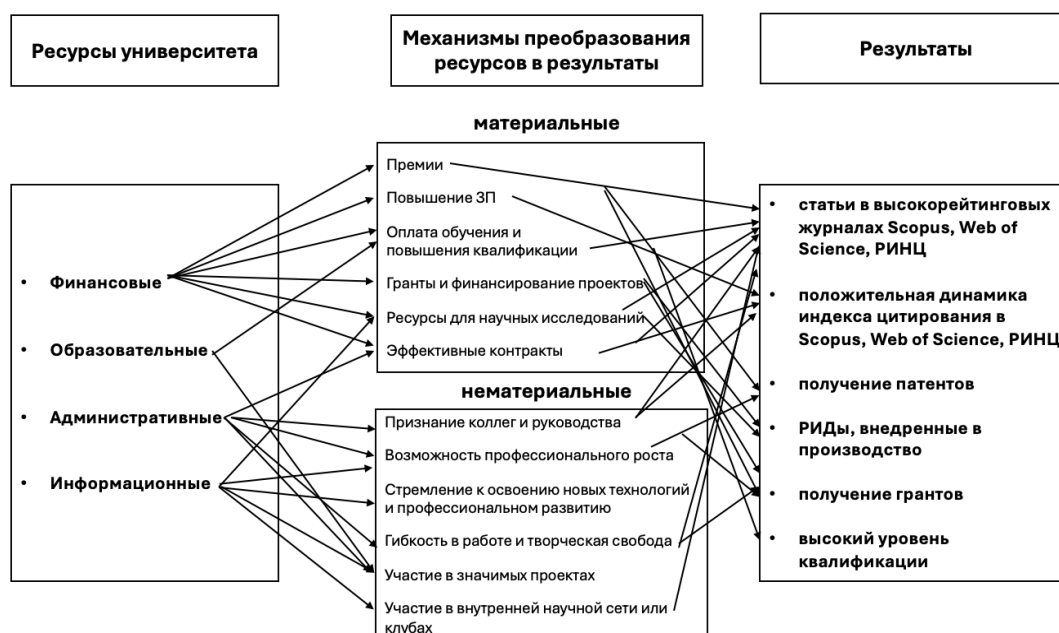 Ресурсы университета
Механизмы преобразования
ресурсов в результаты
Результаты
• Финансовые
• Образовательные
• Административные
• Информационные
материальные
Премии
Повышение ЗП
Оплата обучения и
повышения квалификации
Гранты и финансирование проектов
Ресурсы для научных исследований
Эффективные контракты
нематериальные
Признание коллег и руководства
Возможность профессионального роста
Стремление к освоению новых технологий
и профессиональном развитию
Гибкость в работе и творческая свобода
Участие в значимых проектах
Участие в внутренней научной сети или
клубах
• статьи в высокорейтинговых
журналах Scopus, Web of
Science, РИНЦ
• положительная динамика
индекса цитирования в
Scopus, Web of Science, РИНЦ
• получение патентов
• РИДы, внедренные в
производство
• получение грантов
• высокий уровень
квалификации